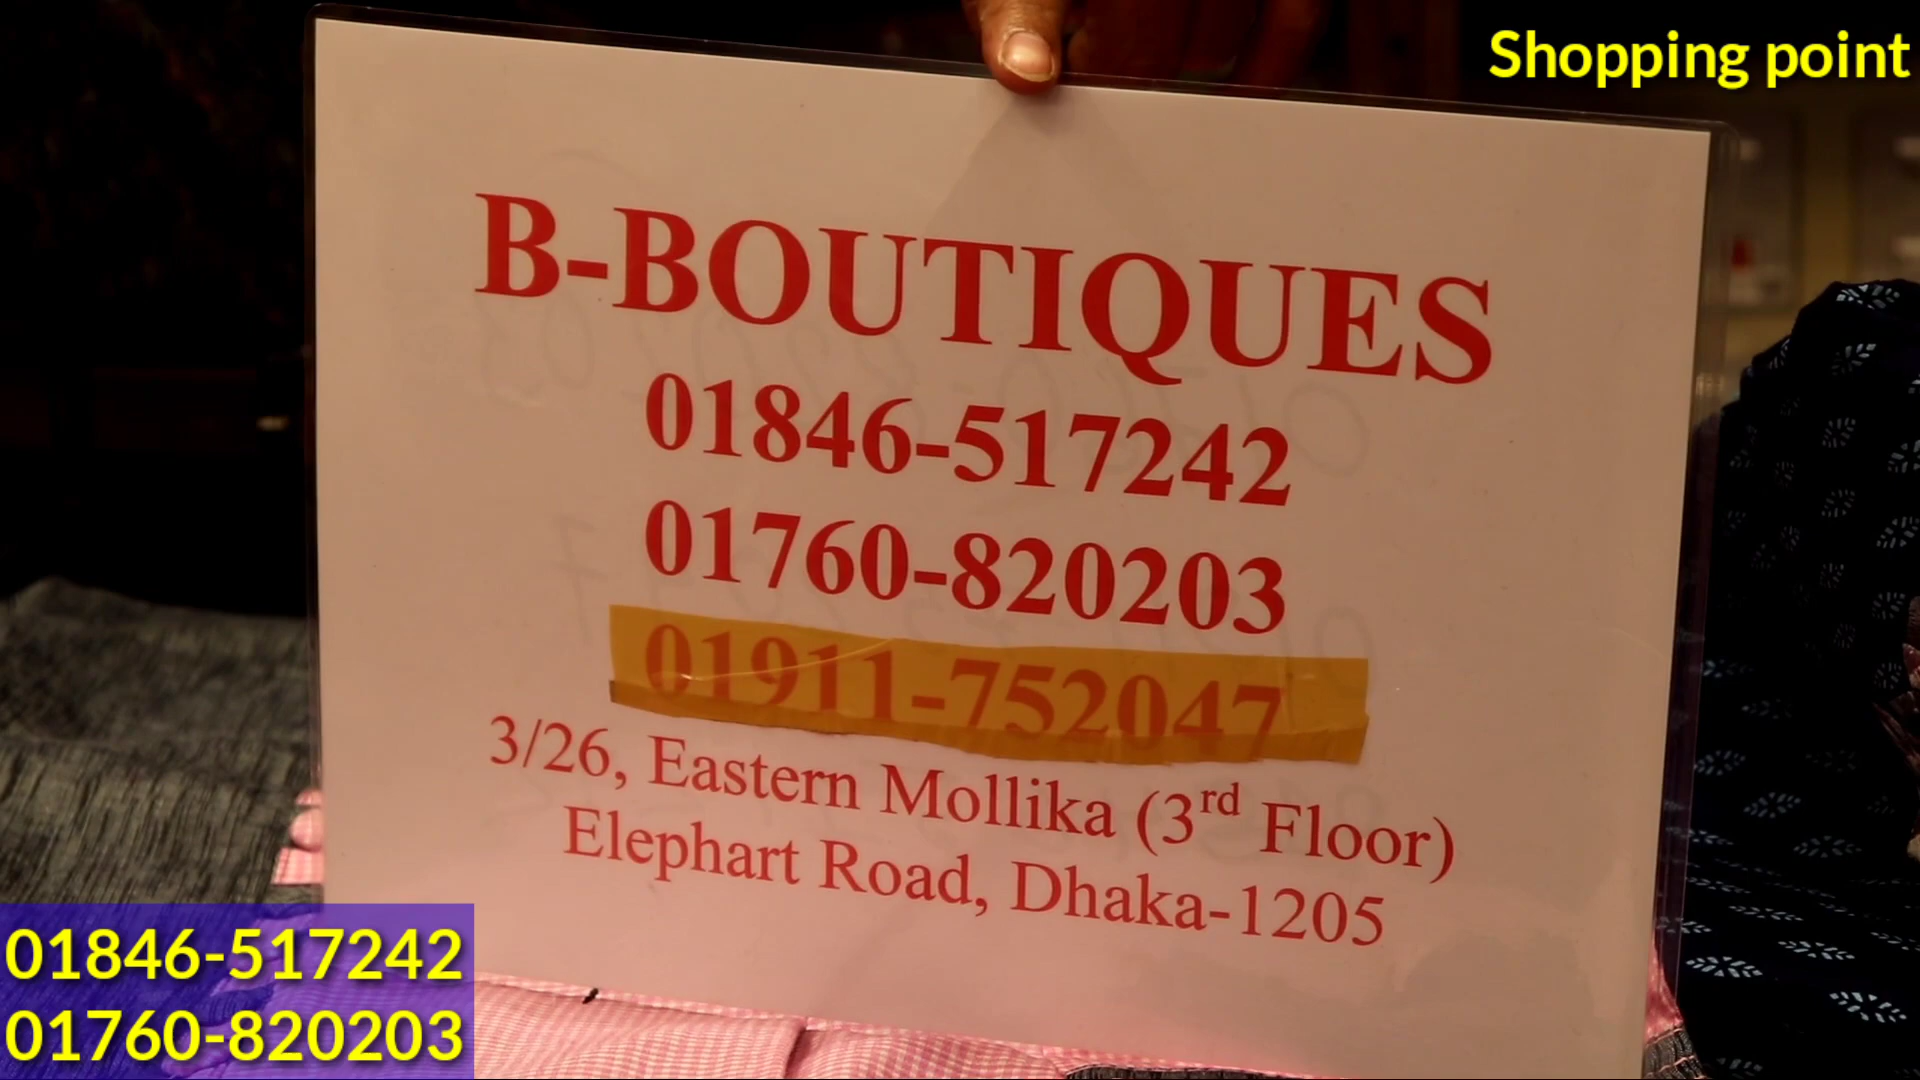 Shopping point
B-BOUTIQUES
01846-517242
01760-820203
01911-752047
3/26, Eastern Mollika (3rd Floor)
Elephart Road, Dhaka-1205
01846-517242
01760-820203